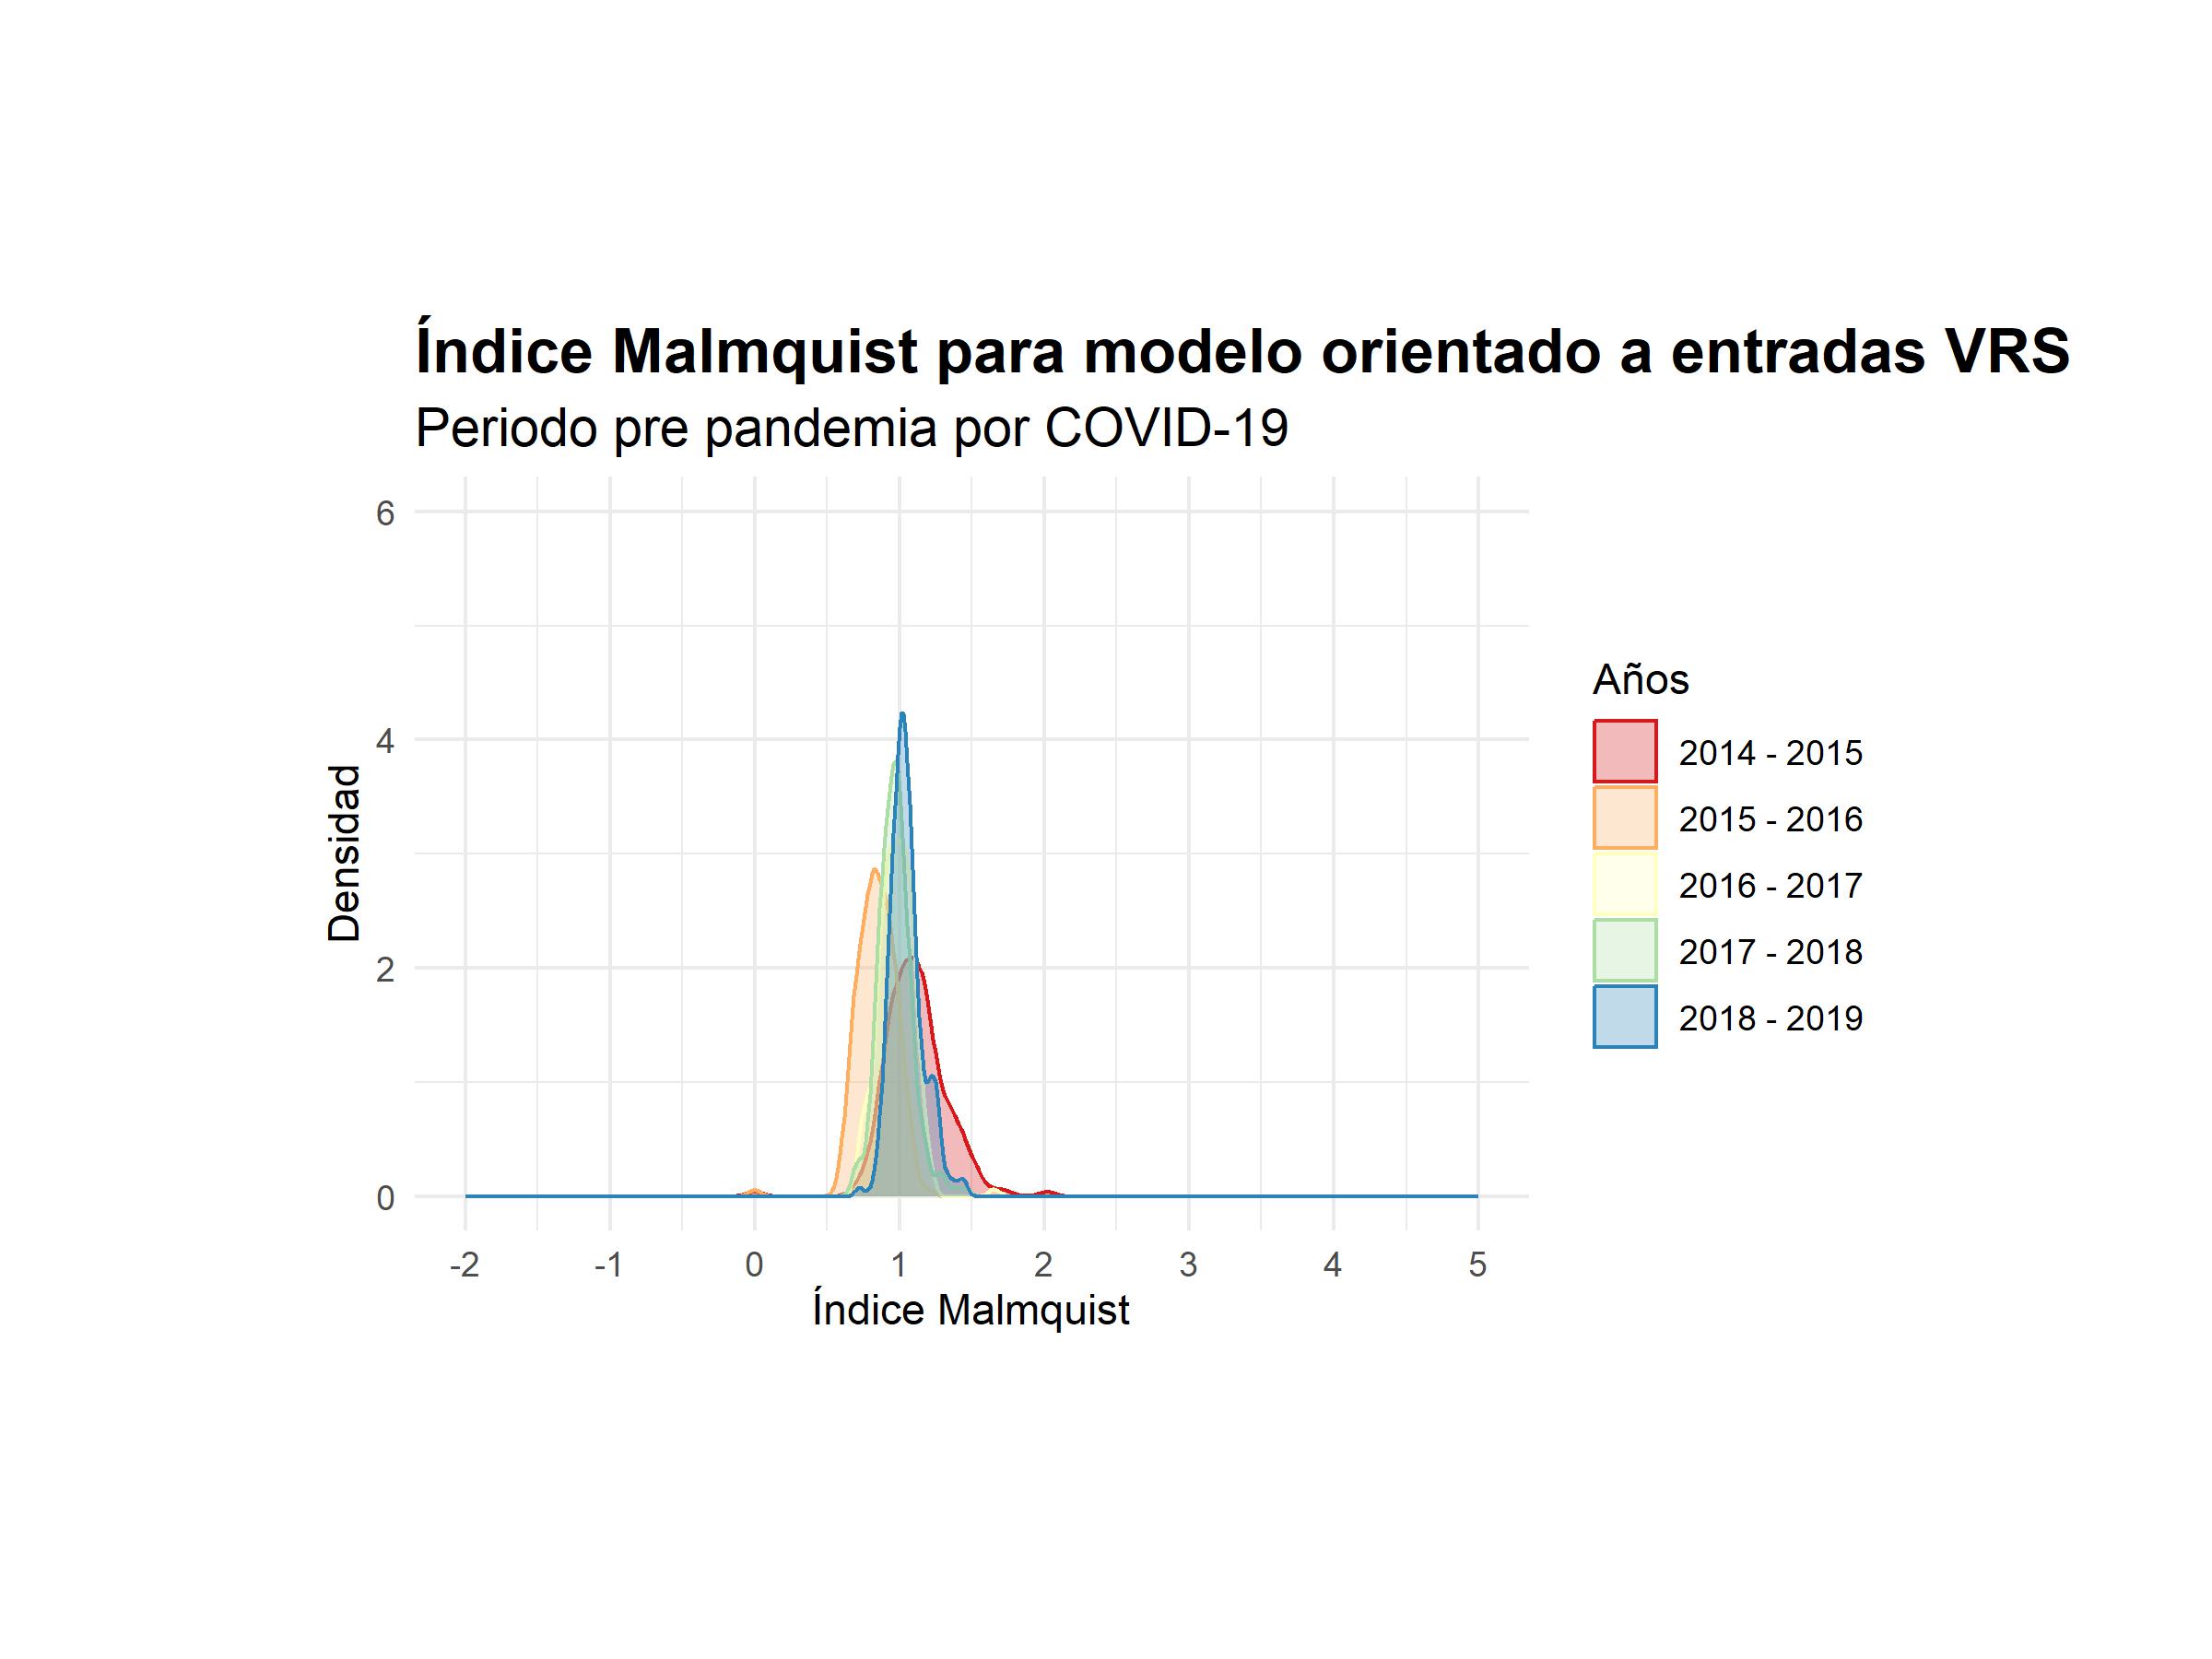 Índice Malmquist para modelo orientado a entradas VRS
Periodo pre pandemia por COVID-19
6
4
2
0
Densidad
-2 -1 0 1 2 3 4 5
Índice Malmquist
Años
2014 - 2015
2015 - 2016
2016 - 2017
2017 - 2018
2018 - 2019